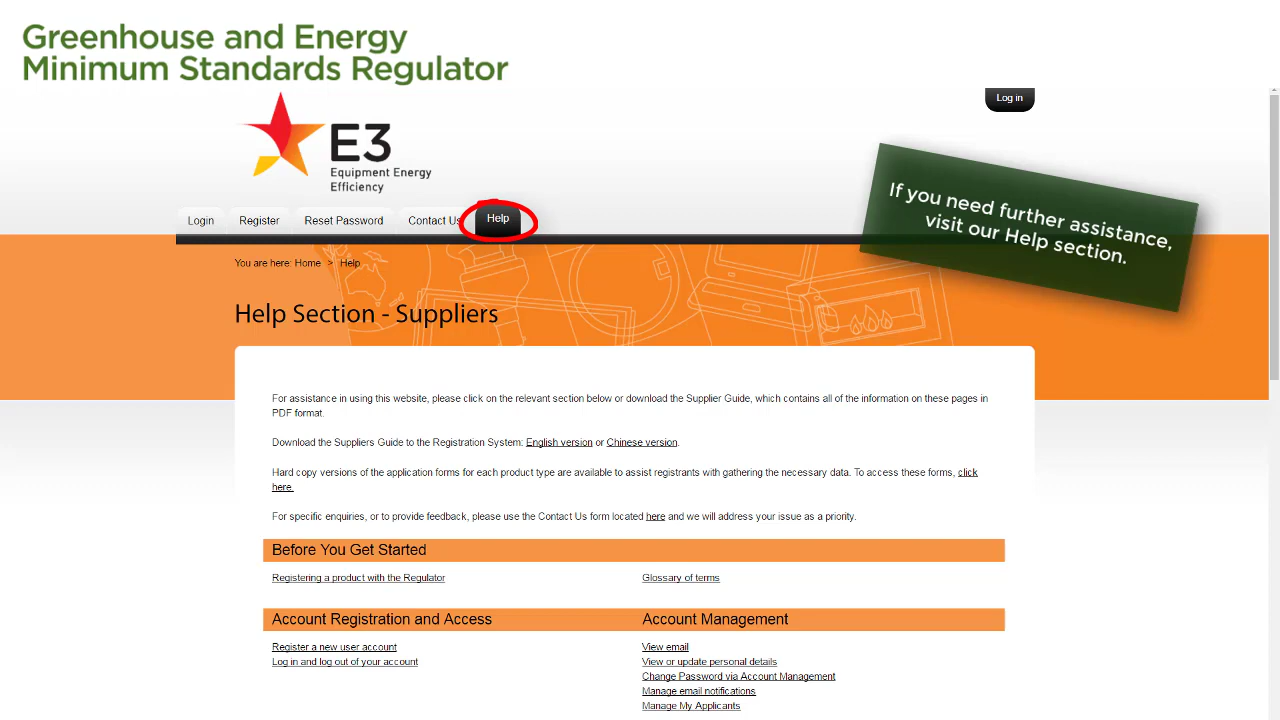 Greenhouse and Energy
Minimum Standards Regulator
Log in
E3
Equipment Energy
Efficiency
If you need further assistance,
visit our Help section.
Login Register Reset Password Contact Us Help
You are here: Home > Help
Help Section - Suppliers
For assistance in using this website, please click on the relevant section below or download the Supplier Guide, which contains all of the information on these pages in
PDF format.
Download the Suppliers Guide to the Registration System: English version or Chinese version.
Hard copy versions of the application forms for each product type are available to assist registrants with gathering the necessary data. To access these forms, click
here.
For specific enquiries, or to provide feedback, please use the Contact Us form located here and we will address your issue as a priority.
Before You Get Started
Registering a product with the Regulator
Glossary of terms
Account Registration and Access
Register a new user account
Log in and log out of your account
Account Management
View email
View or update personal details
Change Password via Account Management
Manage email notifications
Manage My Applicants